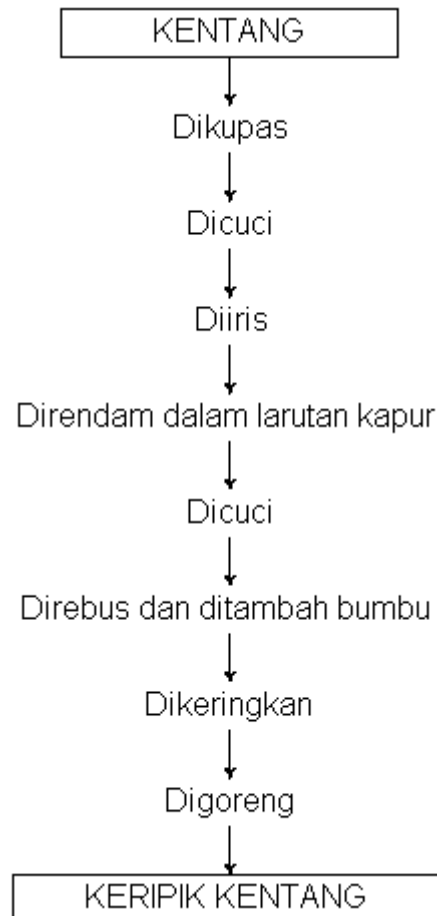 KENTANG
Dikupas
Dicuci
Diiris
Direndam dalam larutan kapur
Dicuci
Direbus dan ditambah bumbu
Dikeringkan
Digoreng
KERIPIK KENTANG